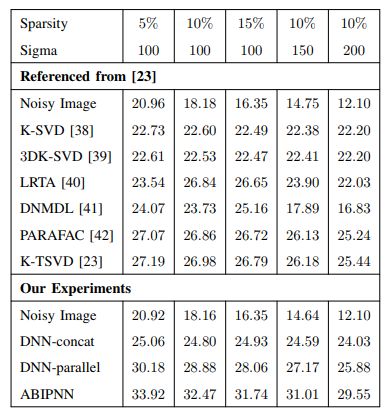 Sparsity 5% 10% 15% 10% 10%
Sigma 100 100 100 150 200
Referenced from [23]
Noisy Image 20.96 18.18 16.35 14.75 12.10
K-SVD [38] 22.73 22.60 22.49 22.38 22.20
3DK-SVD [39] 22.61 22.53 22.47 22.41 22.20
LRTA [40] 23.54 26.84 26.65 23.90 22.03
DNMDL [41] 24.07 23.73 25.16 17.89 16.83
PARAFAC [42] 27.07 26.86 26.72 26.13 25.24
K-TSVD [23] 27.19 26.98 26.79 26.18 25.44
Our Experiments
Noisy Image 20.92 18.16 16.35 14.64 12.10
DNN-concat 25.06 24.80 24.93 24.59 24.03
DNN-parallel 30.18 28.88 28.06 27.17 25.88
ABIPNN 33.92 32.47 31.74 31.01 29.55